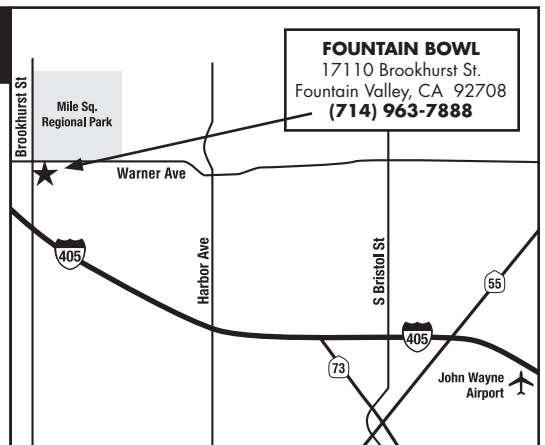 FOUNTAIN BOWL
17110 Brookhurst St.
Fountain Valley, CA 92708
(714) 963-7888
Brookhurst St
Mile Sq.
Regional Park
Warner Ave
405
Harbor Ave
S Bristol St
55
405
73
John Wayne
Airport